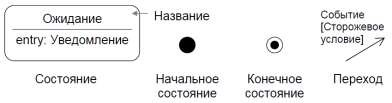 Ожидание
entry: Уведомление
Название
Событие
[Сторожевое
условие]
Состояние
Начальное
состояние
Конечное
состояние
Переход